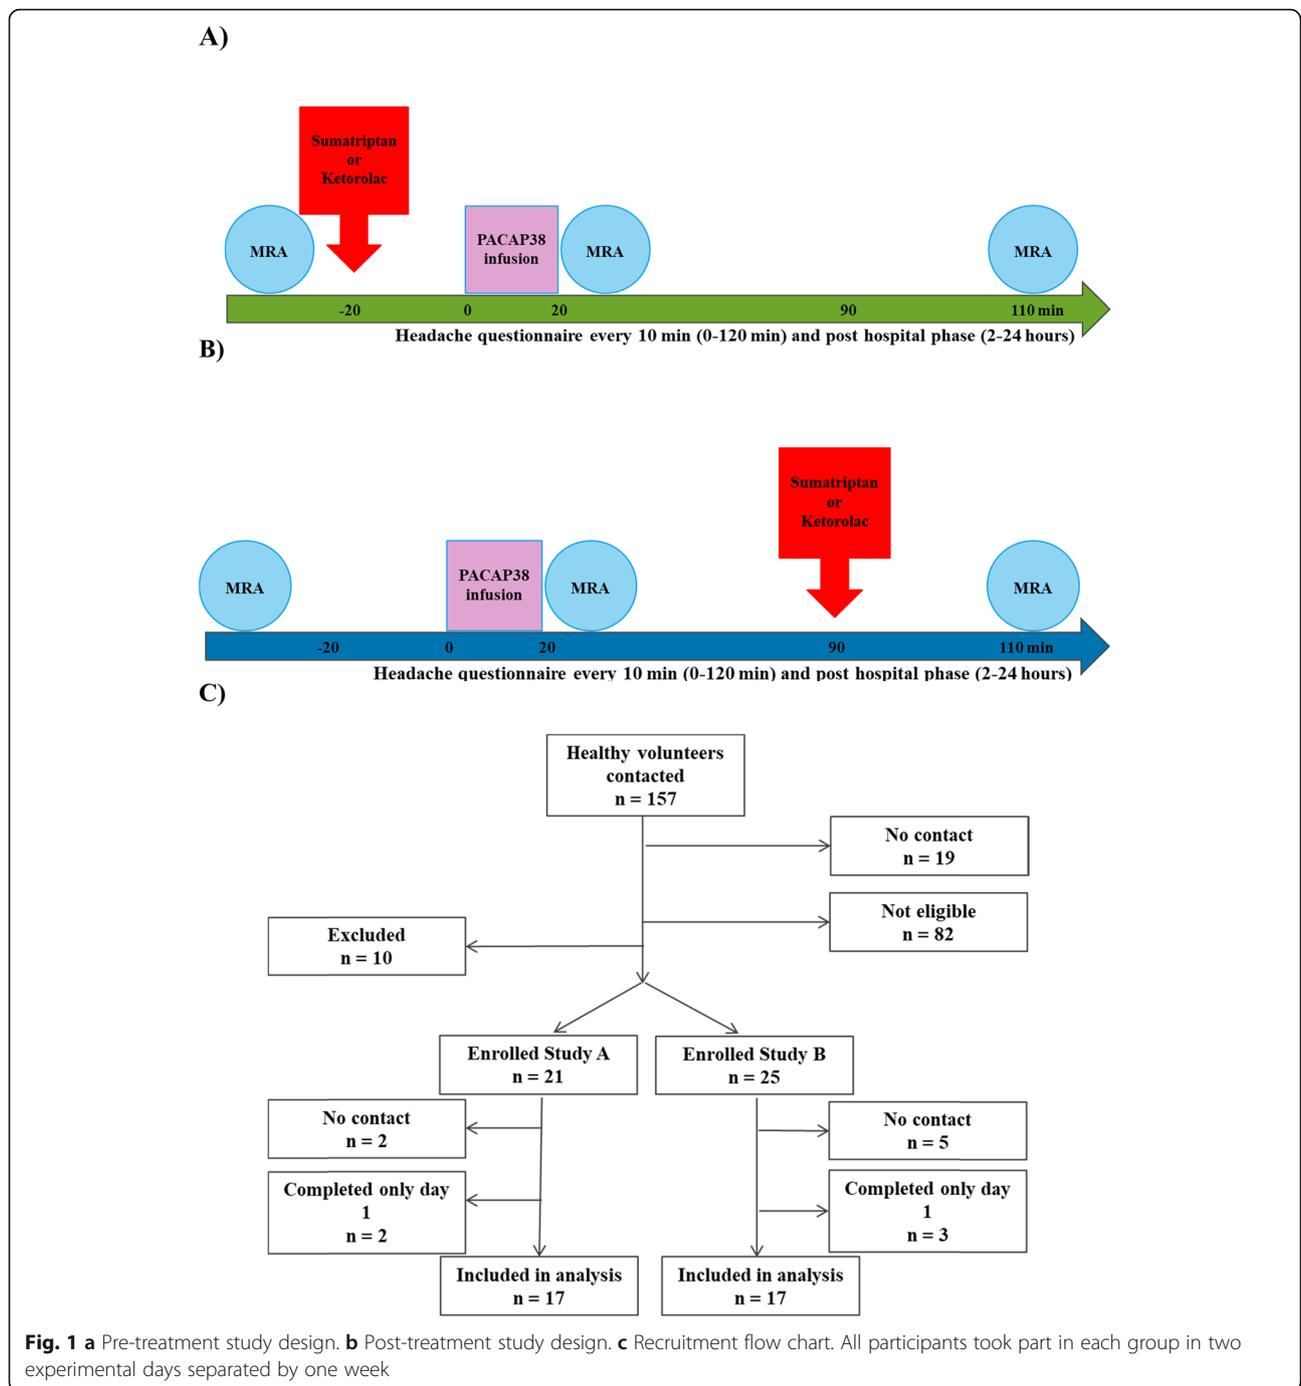 A)
Sumatriptan
or
Ketorolac
MRA
PACAP38
infusion
MRA
MRA
-20 0 20 90 110 min
Headache questionnaire every 10 min (0-120 min) and post hospital phase (2-24 hours)
B)
Sumatriptan
or
Ketorolac
MRA
PACAP38
infusion
MRA
MRA
-20 0 20 90 110 min
Headache questionnaire every 10 min (0-120 min) and post hospital phase (2-24 hours)
C)
Healthy volunteers
contacted
n = 157
No contact
n = 19
Not eligible
n = 82
Excluded
n = 10
Enrolled Study A
n = 21
Enrolled Study B
n = 25
No contact
n = 2
No contact
n = 5
Completed only day
1
n = 2
Completed only day
1
n = 3
Included in analysis
n = 17
Included in analysis
n = 17
Fig. 1 a Pre-treatment study design. b Post-treatment study design. c Recruitment flow chart. All participants took part in each group in two
experimental days separated by one week